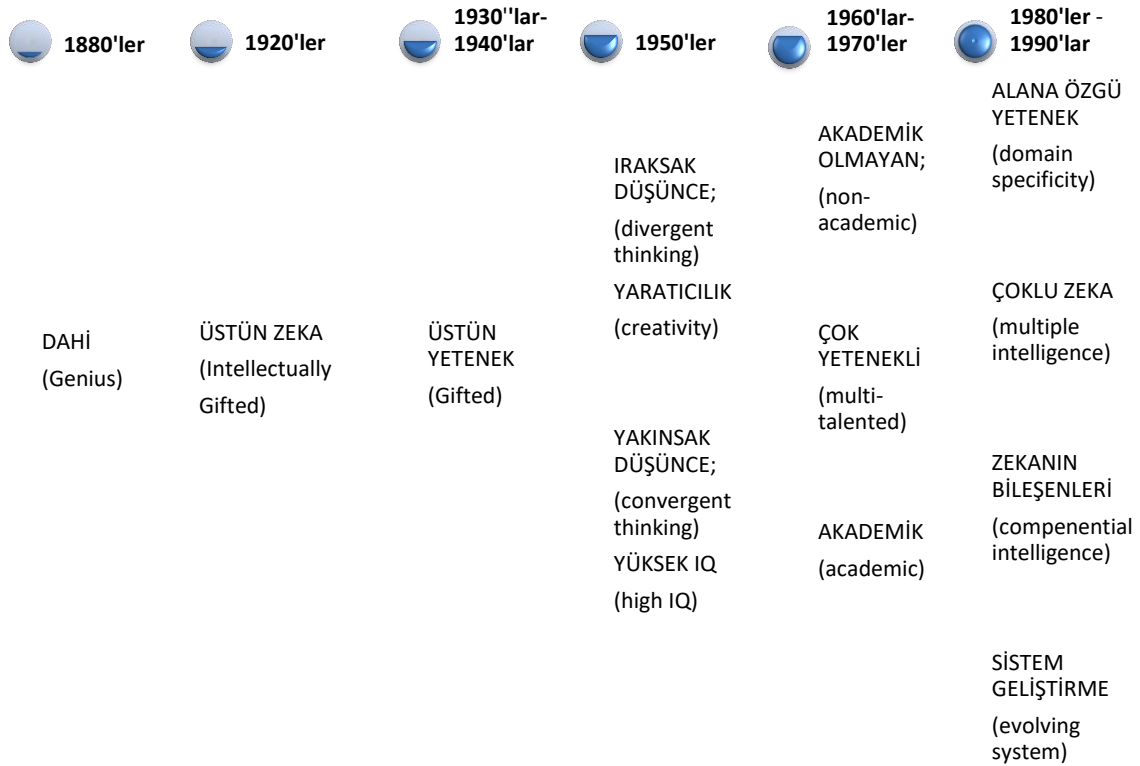 1880'ler
DAHİ
(Genius)
1920'ler
ÜSTÜN ZEKA
(Intellectually
Gifted)
1930''lar-
1940'lar
ÜSTÜN
YETENEK
(Gifted)
1950'ler
IRAKSAK
DÜŞÜNCE;
(divergent
thinking)
YARATICILIK
(creativity)
YAKINSAK
DÜŞÜNCE;
(convergent
thinking)
YÜKSEK IQ
(high IQ)
1960'lar-
1970'ler
AKADEMİK
OLMAYAN;
(non-
academic)
ÇOK
YETENEKLİ
(multi-
talented)
AKADEMİK
(academic)
1980'ler -
1990'lar
ALANA ÖZGÜ
YETENEK
(domain
specificity)
ÇOKLU ZEKA
(multiple
intelligence)
ZEKANIN
BİLEŞENLERİ
(compenential
intelligence)
SİSTEM
GELİŞTİRME
(evolving
system)